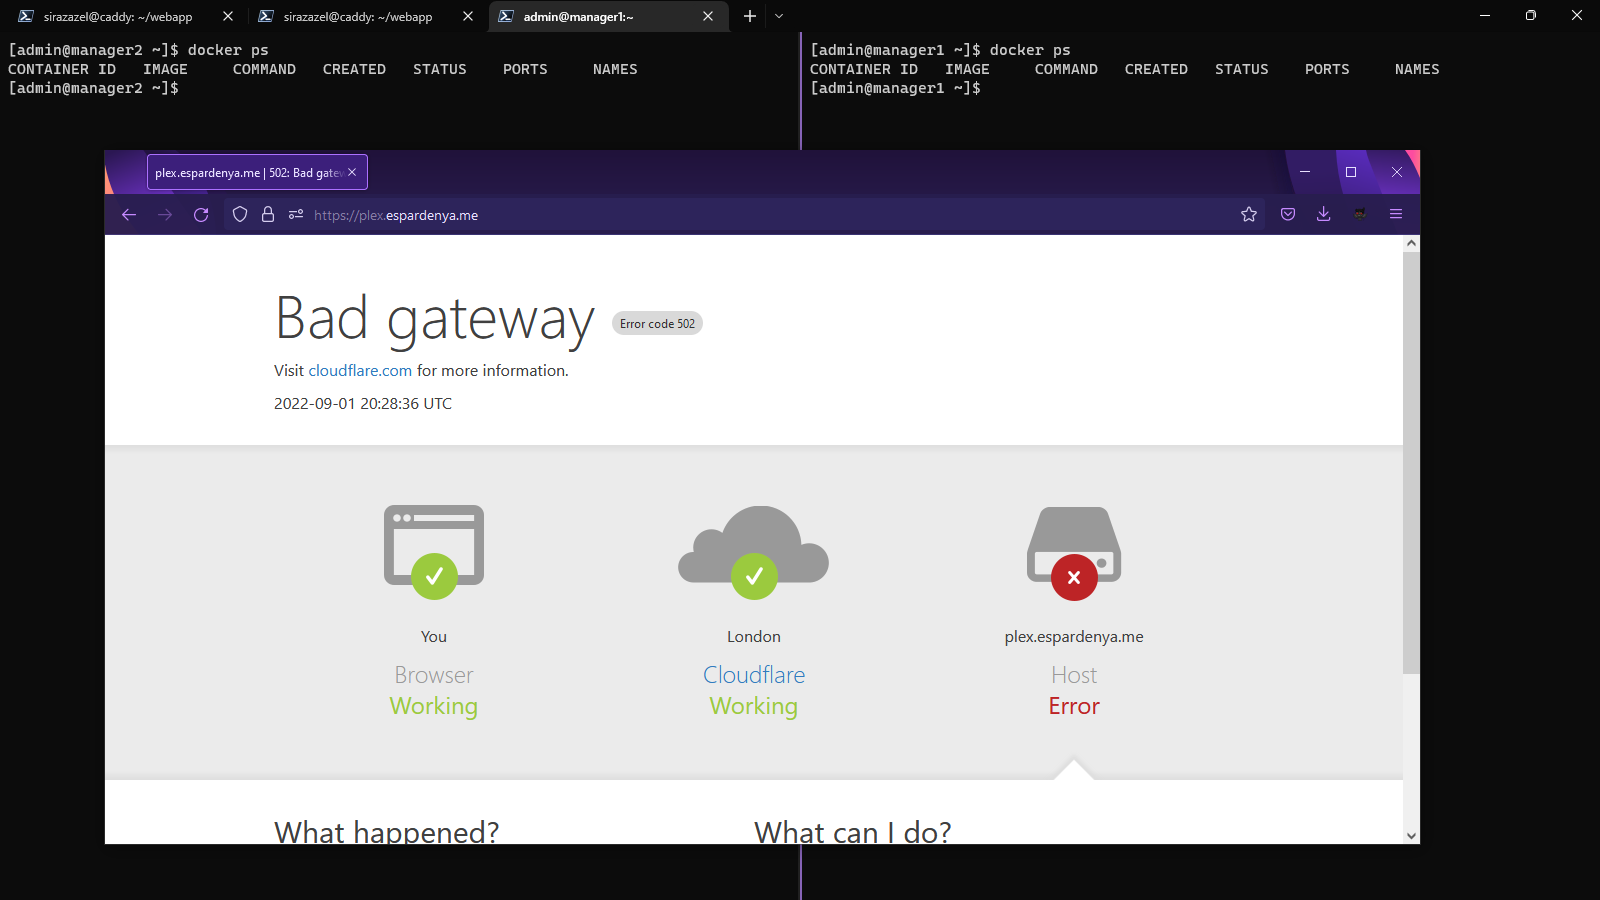 sirazazel@caddy: ~/webapp
sirazazel@caddy: ~/webapp
admin@manager1:~
[admin@manager2 ~]$ docker ps
CONTAINER ID   IMAGE     COMMAND   CREATED   STATUS    PORTS     NAMES
[admin@manager2 ~]$
[admin@manager1 ~]$ docker ps
CONTAINER ID   IMAGE     COMMAND   CREATED   STATUS    PORTS     NAMES
[admin@manager1 ~]$
plex.espardenya.me | 502: Bad gatew
https://plex.espardenya.me
Bad gateway Error code 502
Visit cloudflare.com for more information.
2022-09-01 20:28:36 UTC
You
Browser
Working
London
Cloudflare
Working
plex.espardenya.me
Host
Error
What happened?
What can I do?